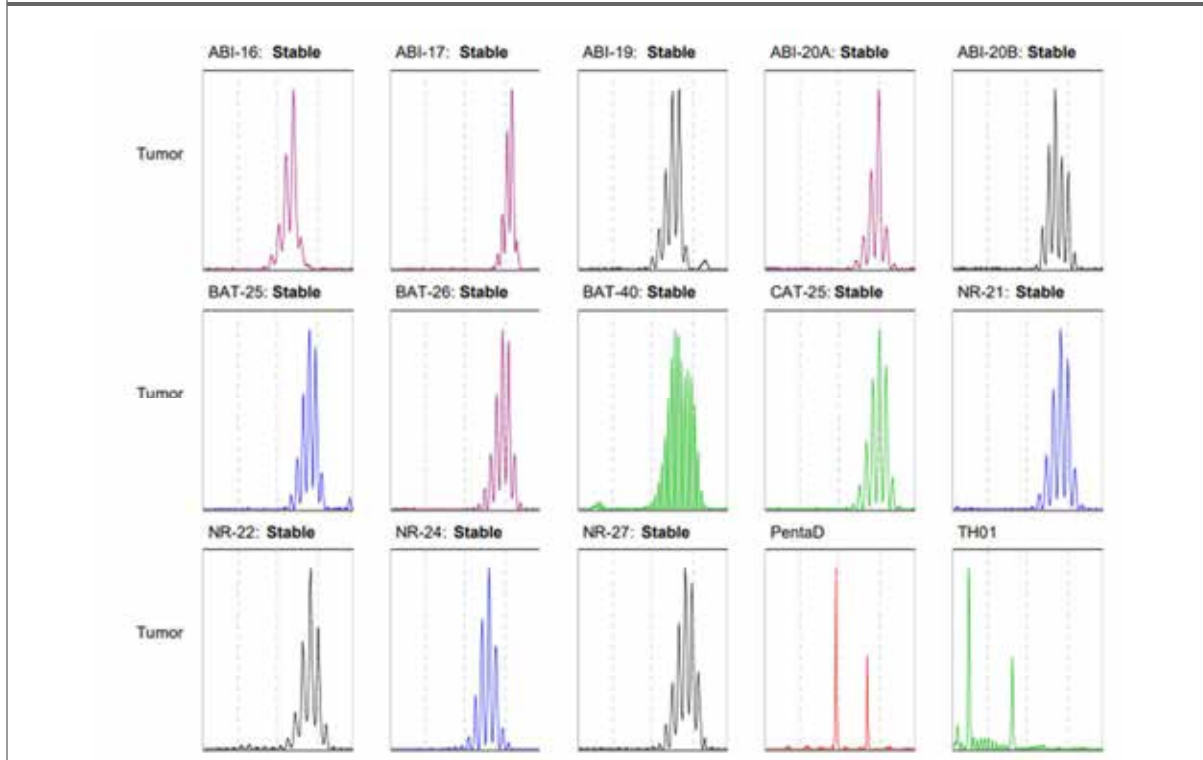 ABI-16: Stable ABI-17: Stable ABI-19: Stable ABI-20A: Stable ABI-20B: Stable
Tumor
BAT-25: Stable BAT-26: Stable BAT-40: Stable CAT-25: Stable NR-21: Stable
Tumor
NR-22: Stable NR-24: Stable NR-27: Stable PentaD TH01
Tumor